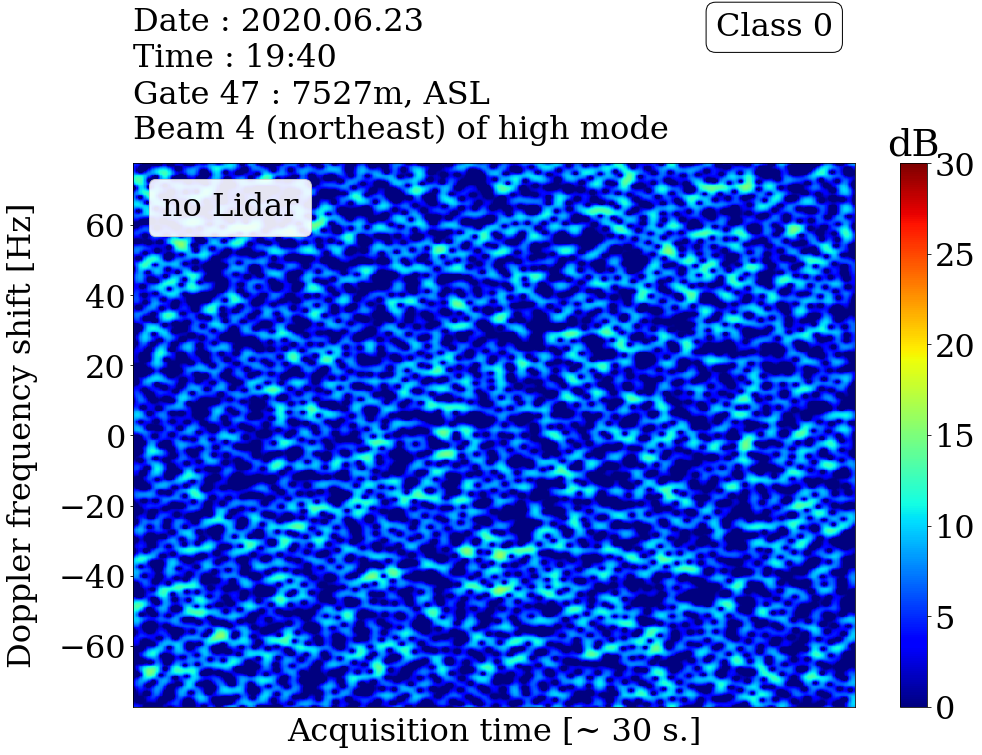 Date : 2020.06.23
Time : 19:40
Gate 47 : 7527m, ASL
Beam 4 (northeast) of high mode
Class 0
no Lidar
Doppler frequency shift [Hz]
60
40
20
0
−20
−40
−60
Acquisition time [~ 30 s.]
dB
30
25
20
15
10
5
0